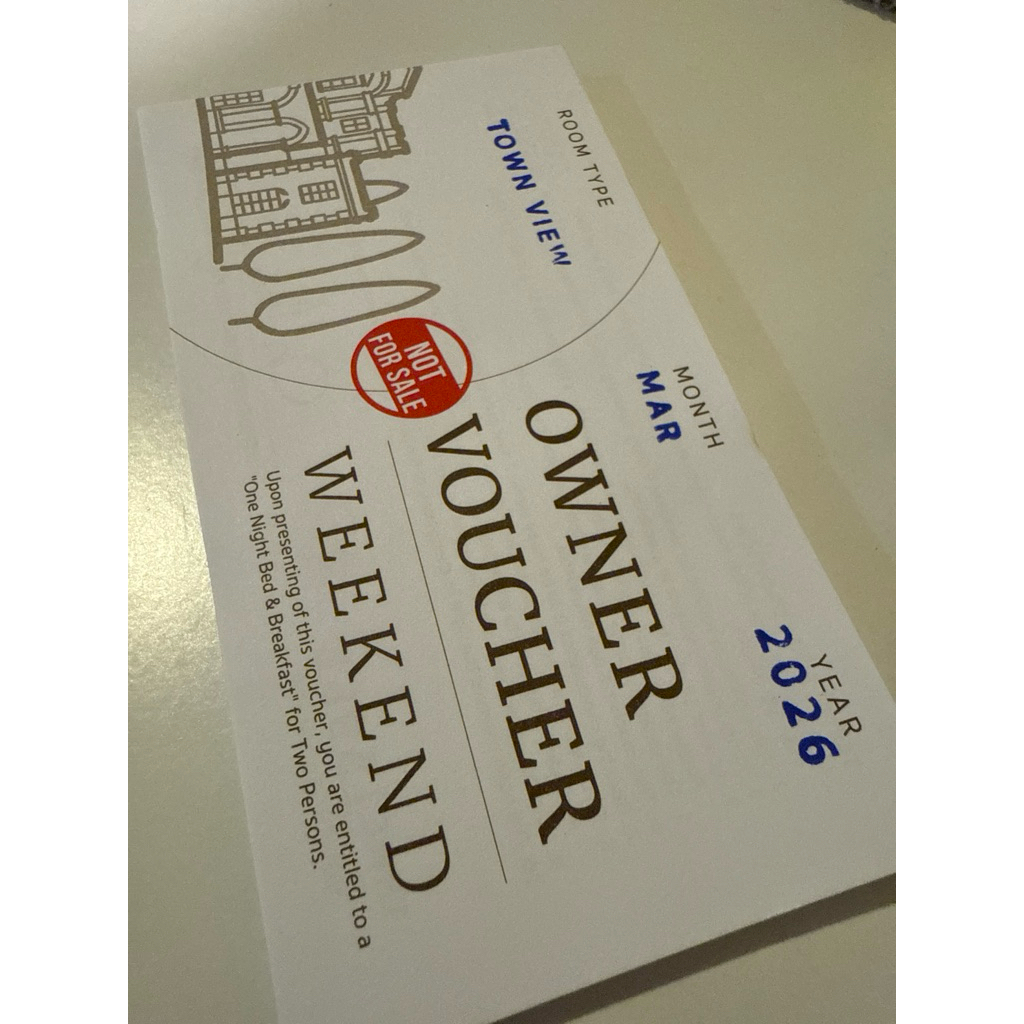 ROOM TYPE
TOWN VIEW
MONTH
MAR
YEAR
2026
NOT
FOR SALE
OWNER
VOUCHER
WEEKEND
Upon presenting of this voucher, you are entitled to a
"One Night Bed & Breakfast" for Two Persons.